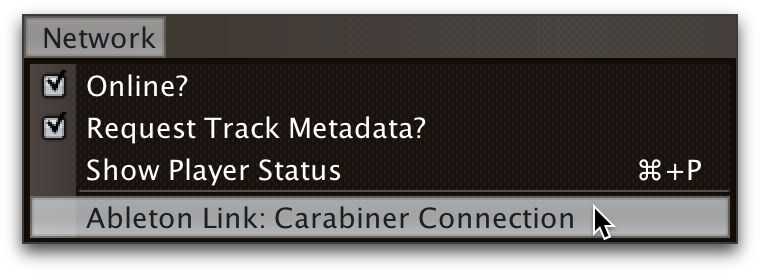 Network
Online?
Request Track Metadata?
Show Player Status ⌘+P
Ableton Link: Carabiner Connection